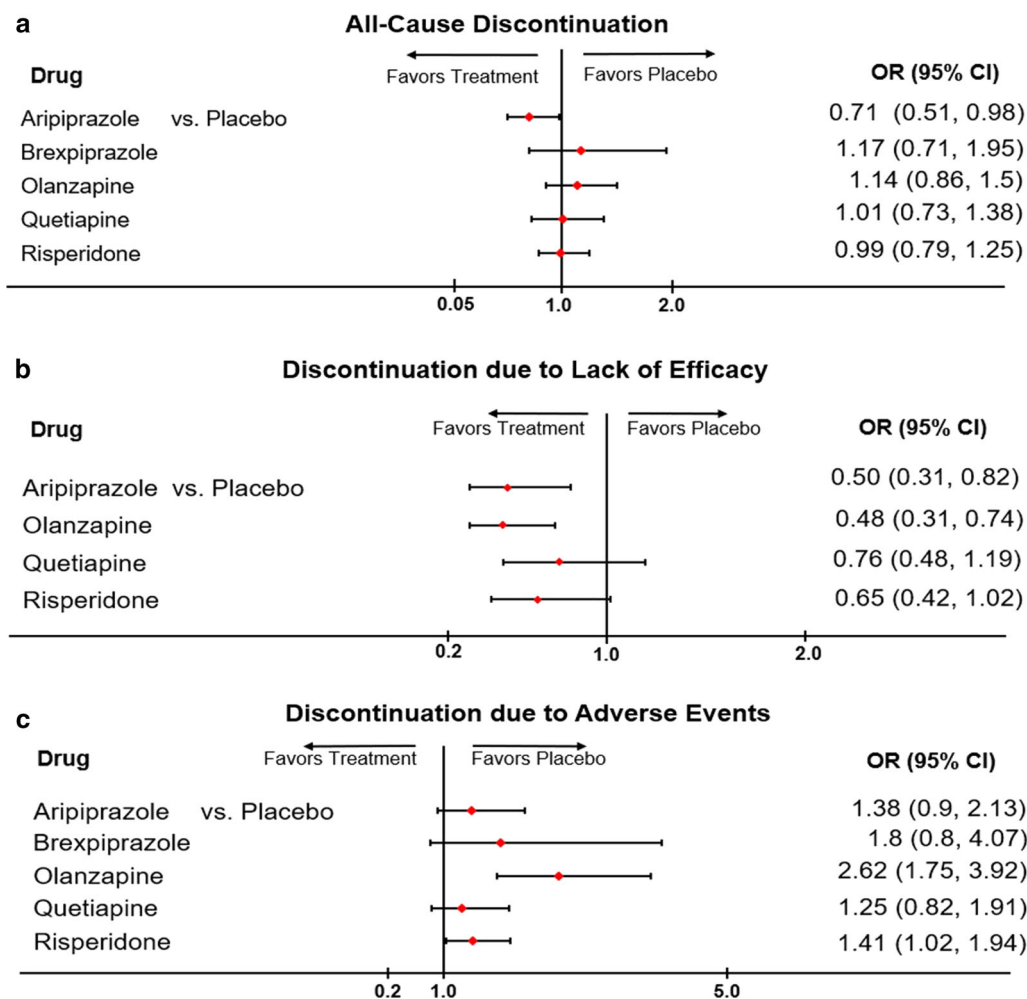 a
All-Cause Discontinuation
Favors Treatment Favors Placebo
Drug OR (95% CI)
Aripiprazole vs. Placebo 0.71 (0.51, 0.98)
Brexpiprazole 1.17 (0.71, 1.95)
Olanzapine 1.14 (0.86, 1.5)
Quetiapine 1.01 (0.73, 1.38)
Risperidone 0.99 (0.79, 1.25)
0.05 1.0 2.0
b
Discontinuation due to Lack of Efficacy
Favors Treatment Favors Placebo
Drug OR (95% CI)
Aripiprazole vs. Placebo 0.50 (0.31, 0.82)
Olanzapine 0.48 (0.31, 0.74)
Quetiapine 0.76 (0.48, 1.19)
Risperidone 0.65 (0.42, 1.02)
0.2 1.0 2.0
c
Discontinuation due to Adverse Events
Favors Treatment Favors Placebo
Drug OR (95% CI)
Aripiprazole vs. Placebo 1.38 (0.9, 2.13)
Brexpiprazole 1.8 (0.8, 4.07)
Olanzapine 2.62 (1.75, 3.92)
Quetiapine 1.25 (0.82, 1.91)
Risperidone 1.41 (1.02, 1.94)
0.2 1.0 5.0